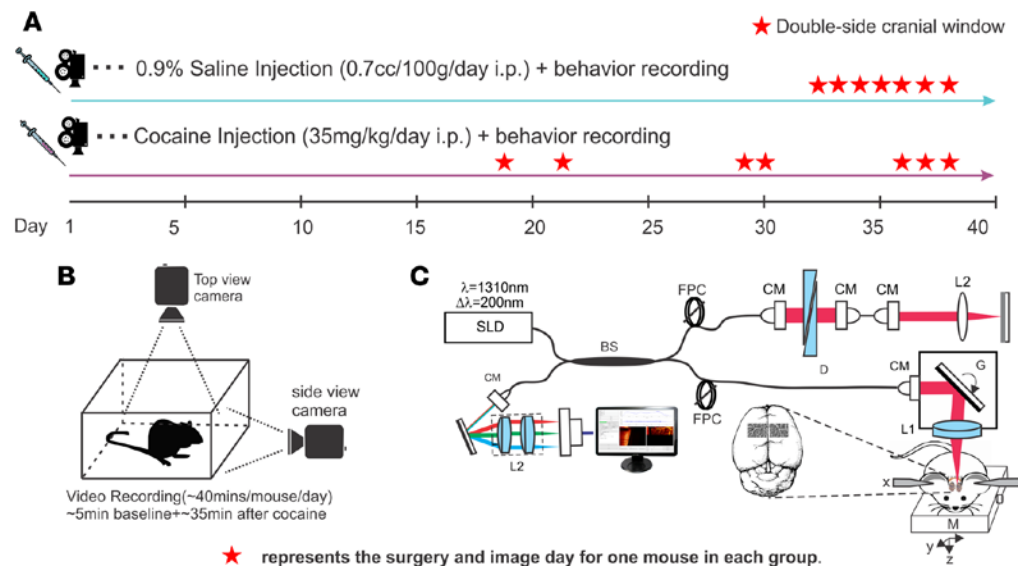 A
Double-side cranial window
0.9% Saline Injection (0.7cc/100g/day i.p.) + behavior recording
Cocaine Injection (35mg/kg/day i.p.) + behavior recording
Day 1 5 10 15 20 25 30 35 40
B
Top view
camera
side view
camera
Video Recording(~40mins/mouse/day)
~5min baseline+~35min after cocaine
C
λ=1310nm
Δλ=200nm
SLD
BS
FPC
CM
CM
CM
L2
D
FPC
CM
G
L1
CM
L2
x
θ
M
y
z
represents the surgery and image day for one mouse in each group.